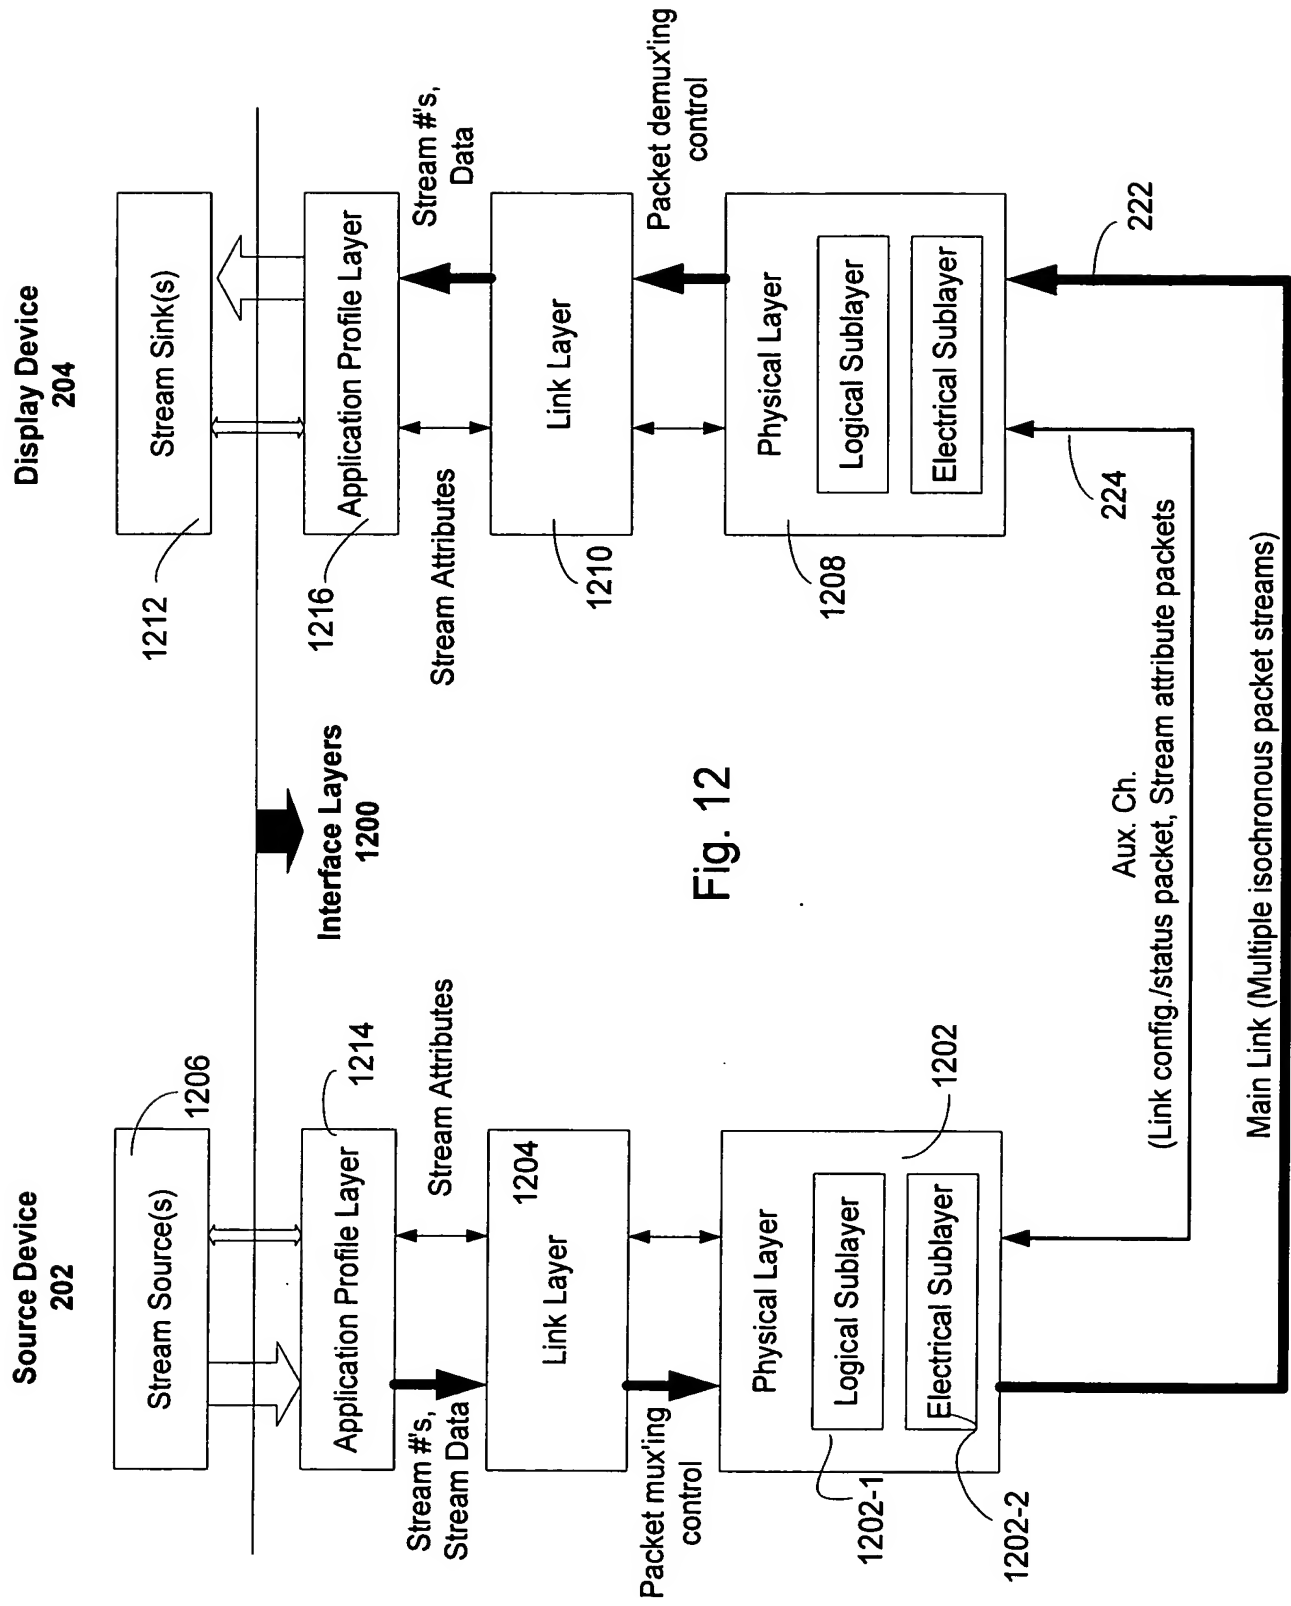 Source Device
202
Display Device
204
Stream Source(s)
1206
Stream Sink(s)
1212
Interface Layers
1200
Application Profile Layer
1214
Application Profile Layer
1216
Stream #'s,
Stream Data
Stream Attributes
Stream Attributes
Stream #'s,
Data
Link Layer
1204
Link Layer
1210
Packet mux'ing
control
Packet demux'ing
control
Fig. 12
Physical Layer
Logical Sublayer
Electrical Sublayer
1202
1202-1
1202-2
Physical Layer
Logical Sublayer
Electrical Sublayer
1208
Aux. Ch.
(Link config./status packet, Stream attribute packets
224
222
Main Link (Multiple isochronous packet streams)